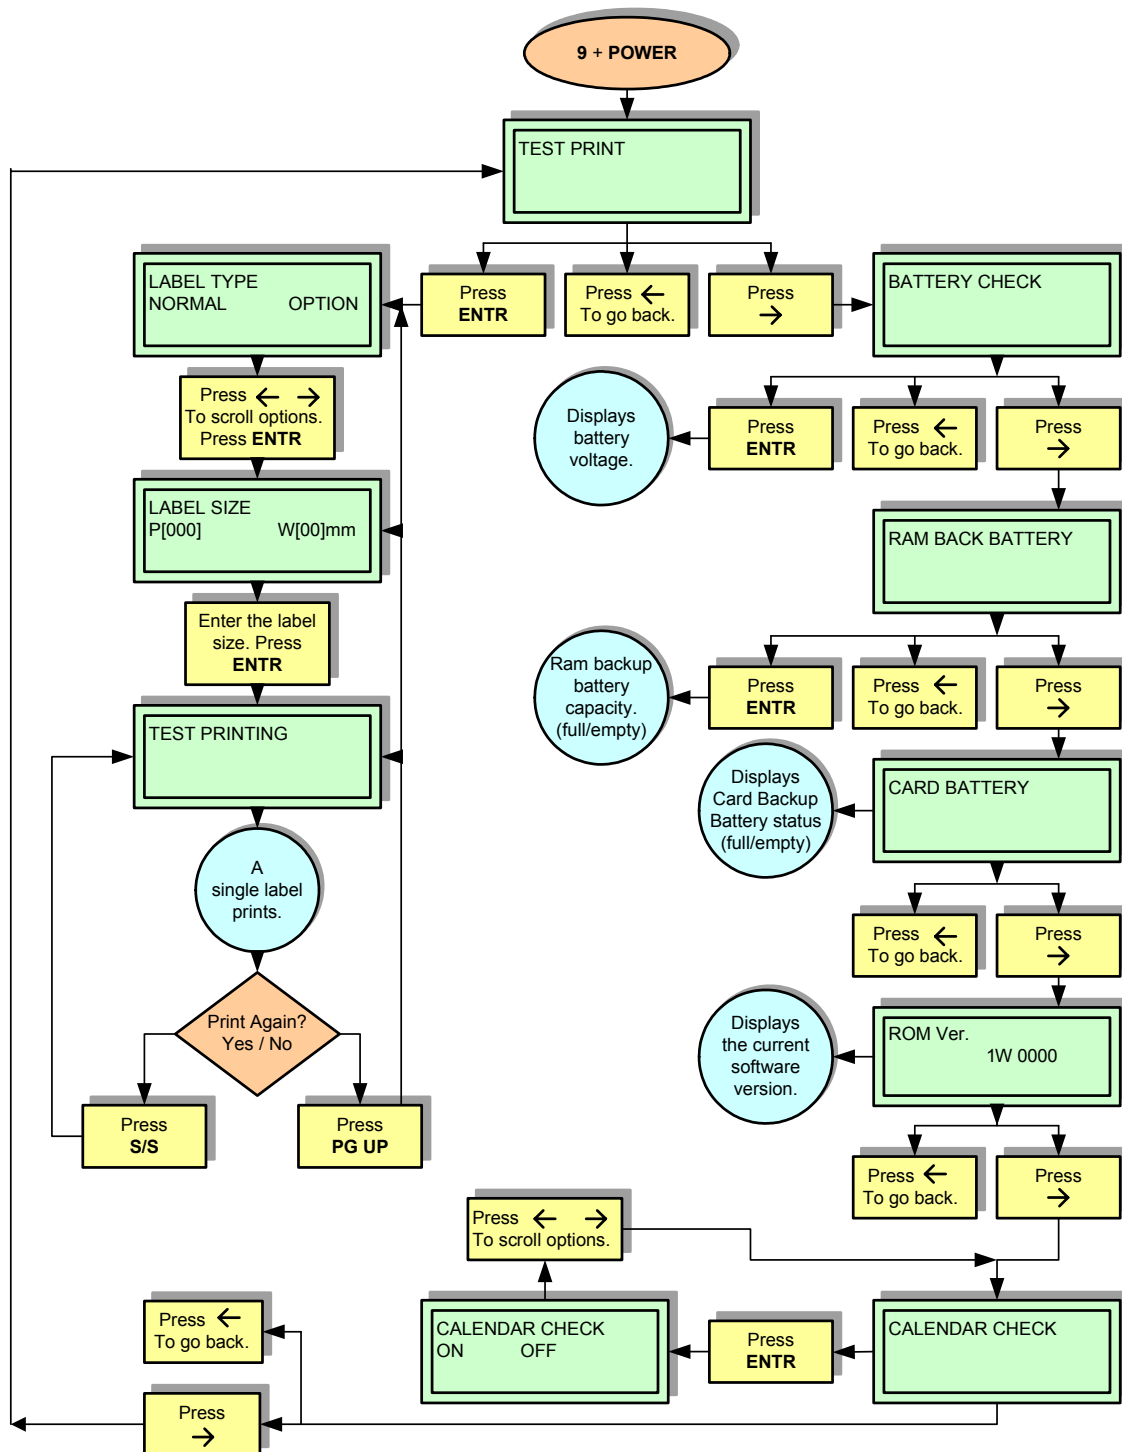 9 + POWER
TEST PRINT
LABEL TYPE
NORMAL OPTION
Press
ENTR
Press ←
To go back.
Press
→
BATTERY CHECK
Press ← →
To scroll options.
Press ENTR
Displays
battery
voltage.
Press
ENTR
Press ←
To go back.
Press
→
LABEL SIZE
P[000] W[00]mm
RAM BACK BATTERY
Enter the label
size. Press
ENTR
Ram backup
battery
capacity.
(full/empty)
Press
ENTR
Press ←
To go back.
Press
→
TEST PRINTING
Displays
Card Backup
Battery status
(full/empty)
CARD BATTERY
A
single label
prints.
Press ←
To go back.
Press
→
Print Again?
Yes / No
Displays
the current
software
version.
ROM Ver.
1W 0000
Press
S/S
Press
PG UP
Press ←
To go back.
Press
→
Press ← →
To scroll options.
Press ←
To go back.
CALENDAR CHECK
ON OFF
Press
ENTR
CALENDAR CHECK
Press
→